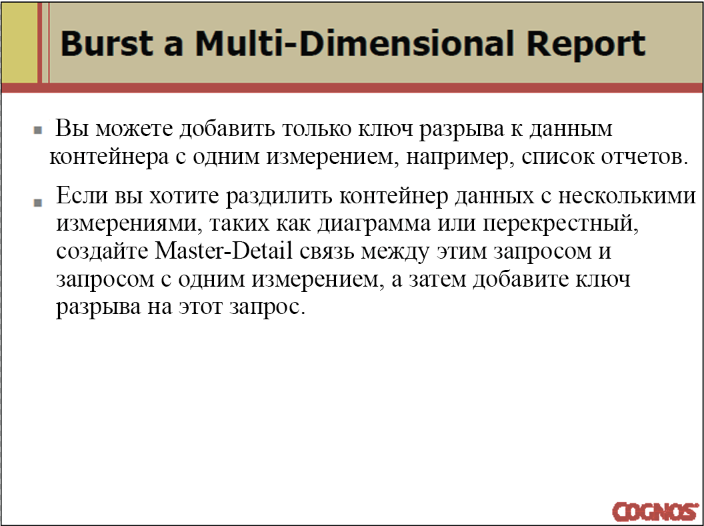 Burst a Multi-Dimensional Report
Вы можете добавить только ключ разрыва к данным
контейнера с одним измерением, например, список отчетов.
Если вы хотите раздилить контейнер данных с несколькими
измерениями, таких как диаграмма или перекрестный,
создайте Master-Detail связь между этим запросом и
запросом с одним измерением, а затем добавите ключ
разрыва на этот запрос.
COGNOS®